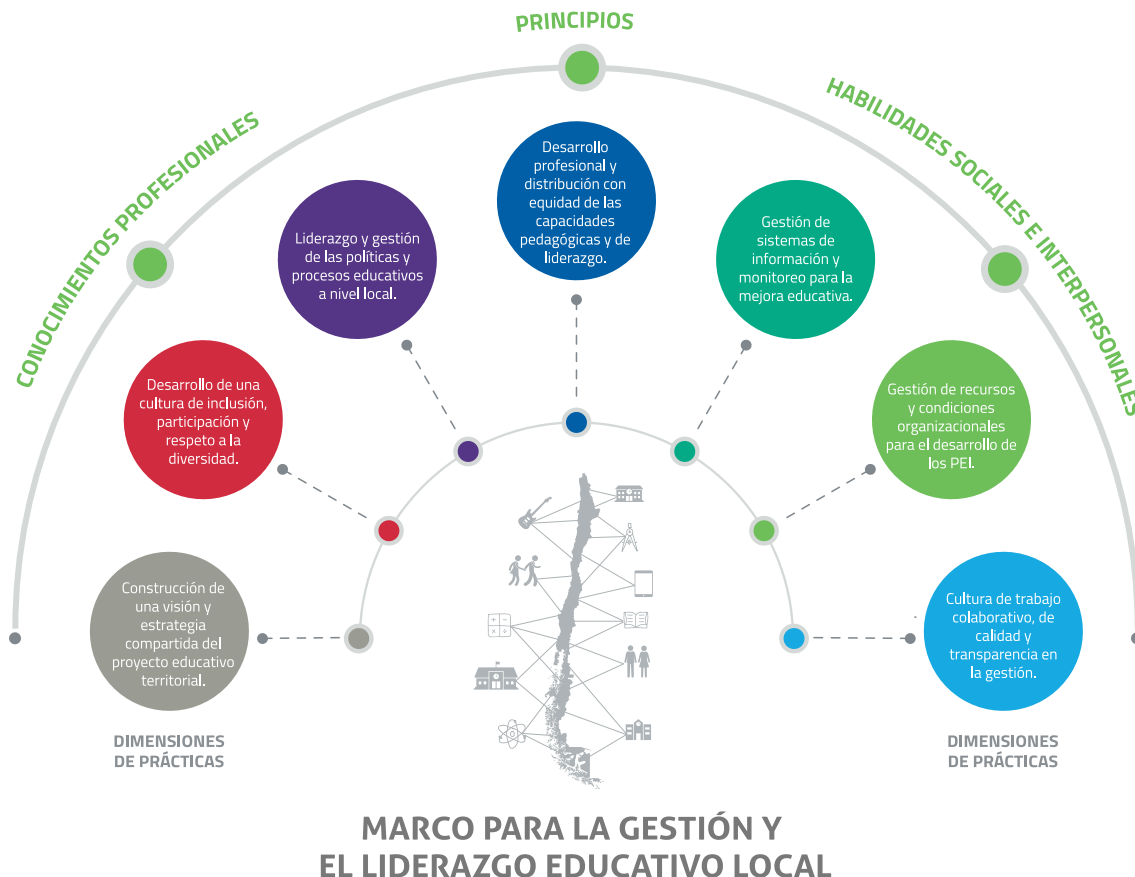 PRINCIPIOS
CONOCIMIENTOS PROFESIONALES
HABILIDADES SOCIALES E INTERPERSONALES
Desarrollo
profesional y
distribución con
equidad de las
capacidades
pedagógicas y de
liderazgo.
Liderazgo y gestión
de las políticas y
procesos educativos
a nivel local.
Gestión de
sistemas de
información y
monitoreo para la
mejora educativa.
Desarrollo de una
cultura de inclusión,
participación y
respeto a la
diversidad.
Gestión de recursos
y condiciones
organizacionales
para el desarrollo de
los PEI.
Construcción de
una visión y
estrategia
compartida del
proyecto educativo
territorial.
Cultura de trabajo
colaborativo, de
calidad y
transparencia en
la gestión.
DIMENSIONES
DE PRÁCTICAS
DIMENSIONES
DE PRÁCTICAS
MARCO PARA LA GESTIÓN Y
EL LIDERAZGO EDUCATIVO LOCAL